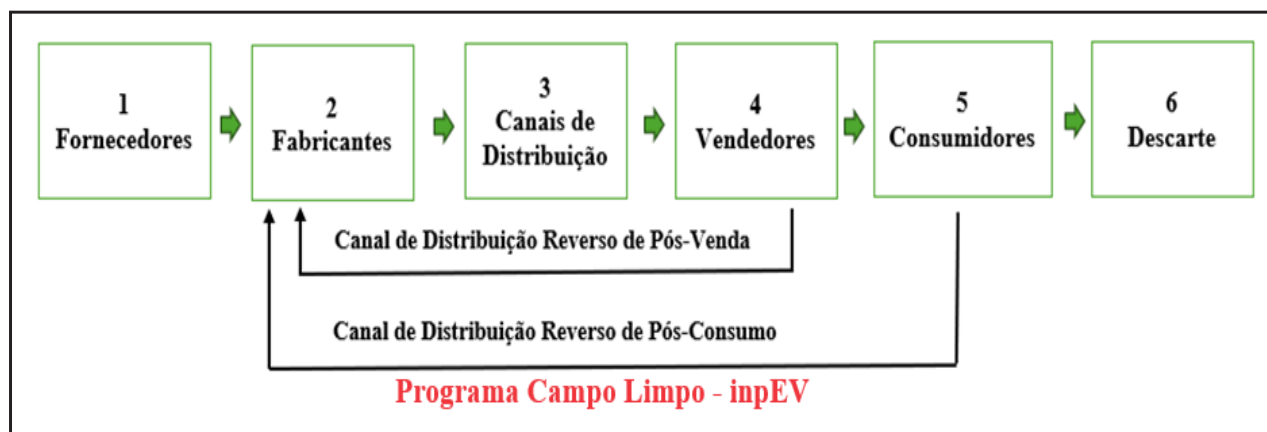 1
Fornecedores
2
Fabricantes
3
Canais de
Distribuição
4
Vendedores
5
Consumidores
6
Descarte
Canal de Distribuição Reverso de Pós-Venda
Canal de Distribuição Reverso de Pós-Consumo
Programa Campo Limpo - inpEV